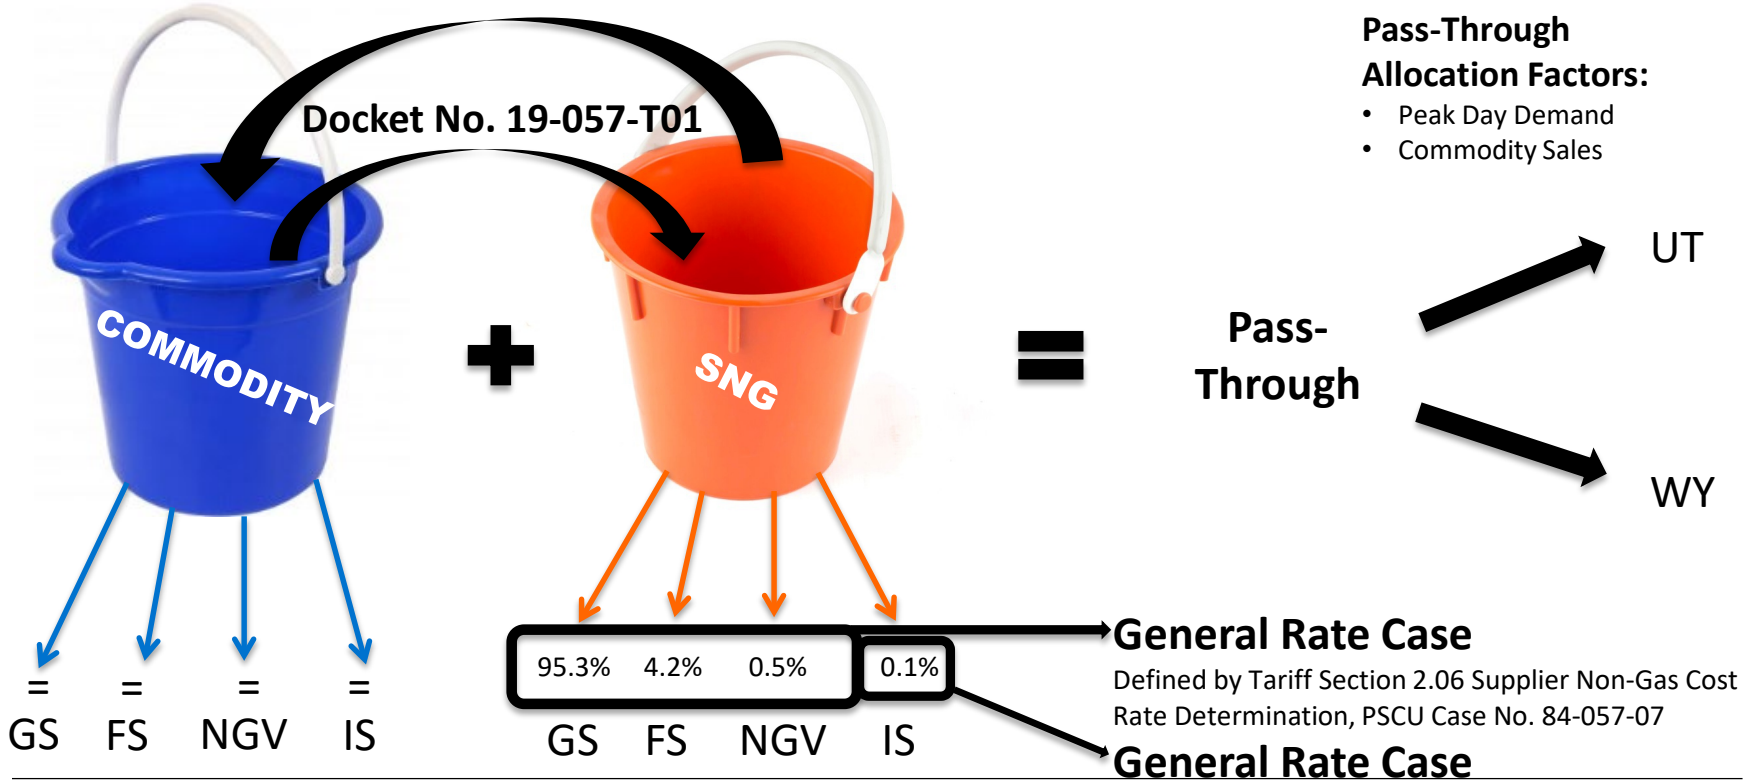 Pass-Through
Allocation Factors:
• Peak Day Demand
• Commodity Sales
Docket No. 19-057-T01
COMMODITY
SNG
Pass-
Through
UT
WY
= = = =
GS FS NGV IS
95.3% 4.2% 0.5% 0.1%
GS FS NGV IS
General Rate Case
Defined by Tariff Section 2.06 Supplier Non-Gas Cost
Rate Determination, PSCU Case No. 84-057-07
General Rate Case